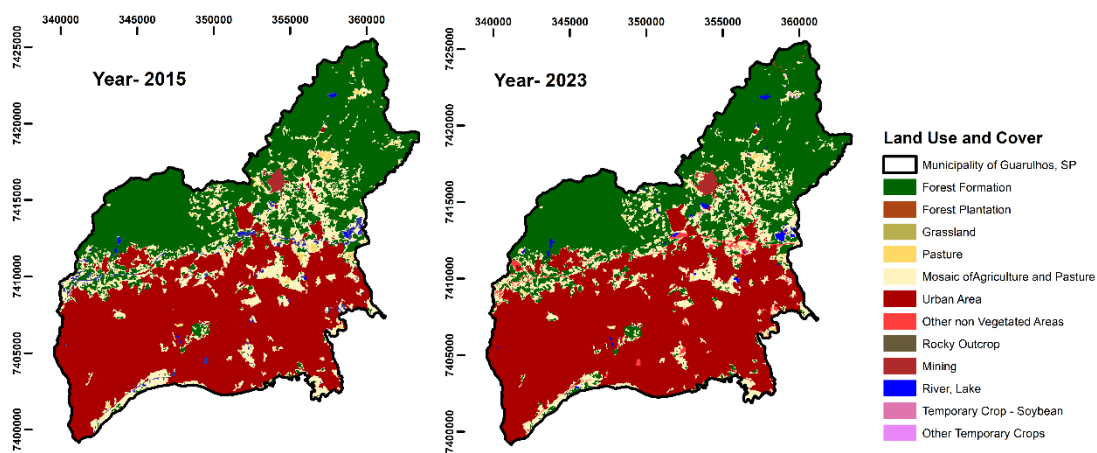 340000 345000 350000 355000 360000
340000 345000 350000 355000 360000
7425000
7420000
7415000
7410000
7405000
7400000
Year- 2015
7425000
7420000
7415000
7410000
7405000
7400000
Year- 2023
Land Use and Cover
Municipality of Guarulhos, SP
Forest Formation
Forest Plantation
Grassland
Pasture
Mosaic ofAgriculture and Pasture
Urban Area
Other non Vegetated Areas
Rocky Outcrop
Mining
River, Lake
Temporary Crop - Soybean
Other Temporary Crops